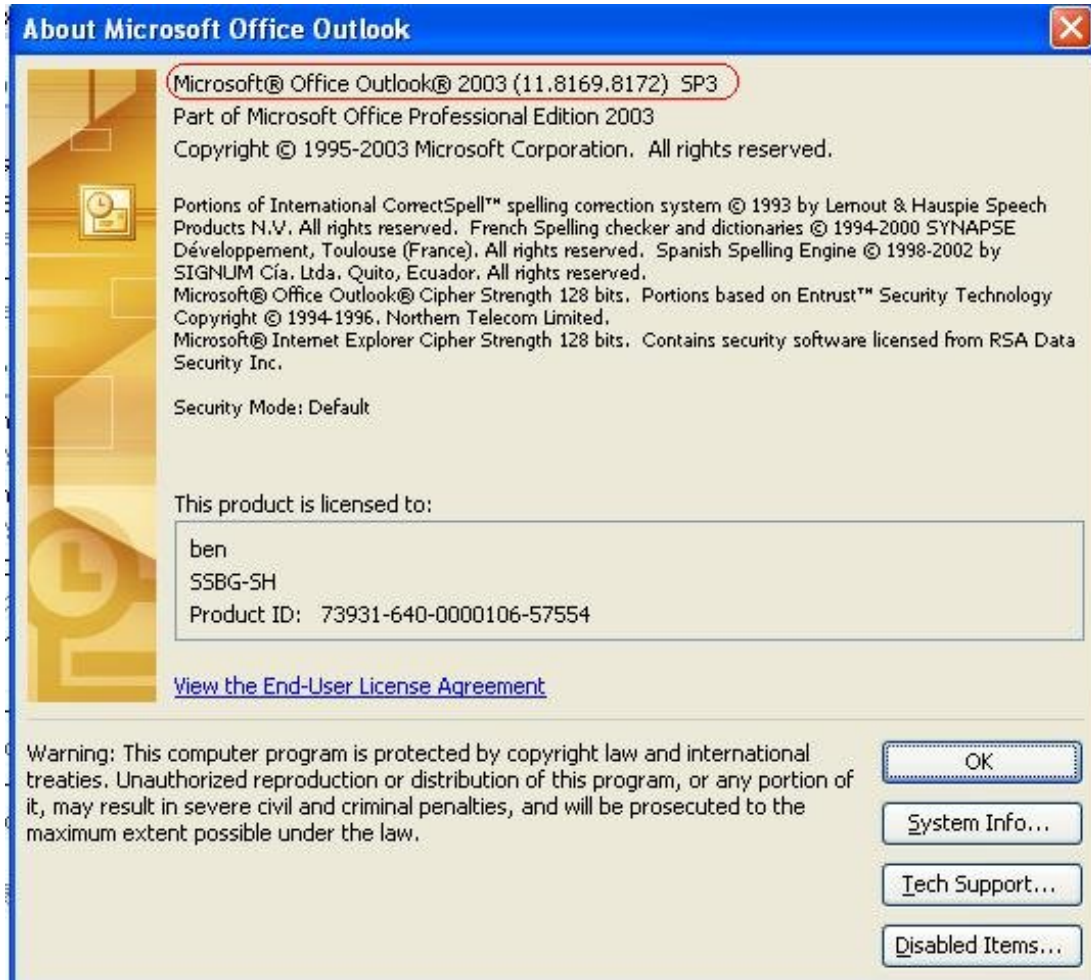 About Microsoft Office Outlook
Microsoft® Office Outlook® 2003 (11.8169.8172) SP3
Part of Microsoft Office Professional Edition 2003
Copyright © 1995-2003 Microsoft Corporation. All rights reserved.
Portions of International CorrectSpell™ spelling correction system © 1993 by Lernout & Hauspie Speech
Products N.V. All rights reserved. French Spelling checker and dictionaries © 1994-2000 SYNAPSE
Développement, Toulouse (France). All rights reserved. Spanish Spelling Engine © 1998-2002 by
SIGNUM Cía. Ltda. Quito, Ecuador. All rights reserved.
Microsoft® Office Outlook® Cipher Strength 128 bits. Portions based on Entrust™ Security Technology
Copyright © 1994-1996. Northern Telecom Limited.
Microsoft® Internet Explorer Cipher Strength 128 bits. Contains security software licensed from RSA Data
Security Inc.
Security Mode: Default
This product is licensed to:
ben
SSBG-SH
Product ID: 73931-640-0000106-57554
View the End-User License Agreement
Warning: This computer program is protected by copyright law and international
treaties. Unauthorized reproduction or distribution of this program, or any portion of
it, may result in severe civil and criminal penalties, and will be prosecuted to the
maximum extent possible under the law.
OK
System Info...
Tech Support...
Disabled Items...